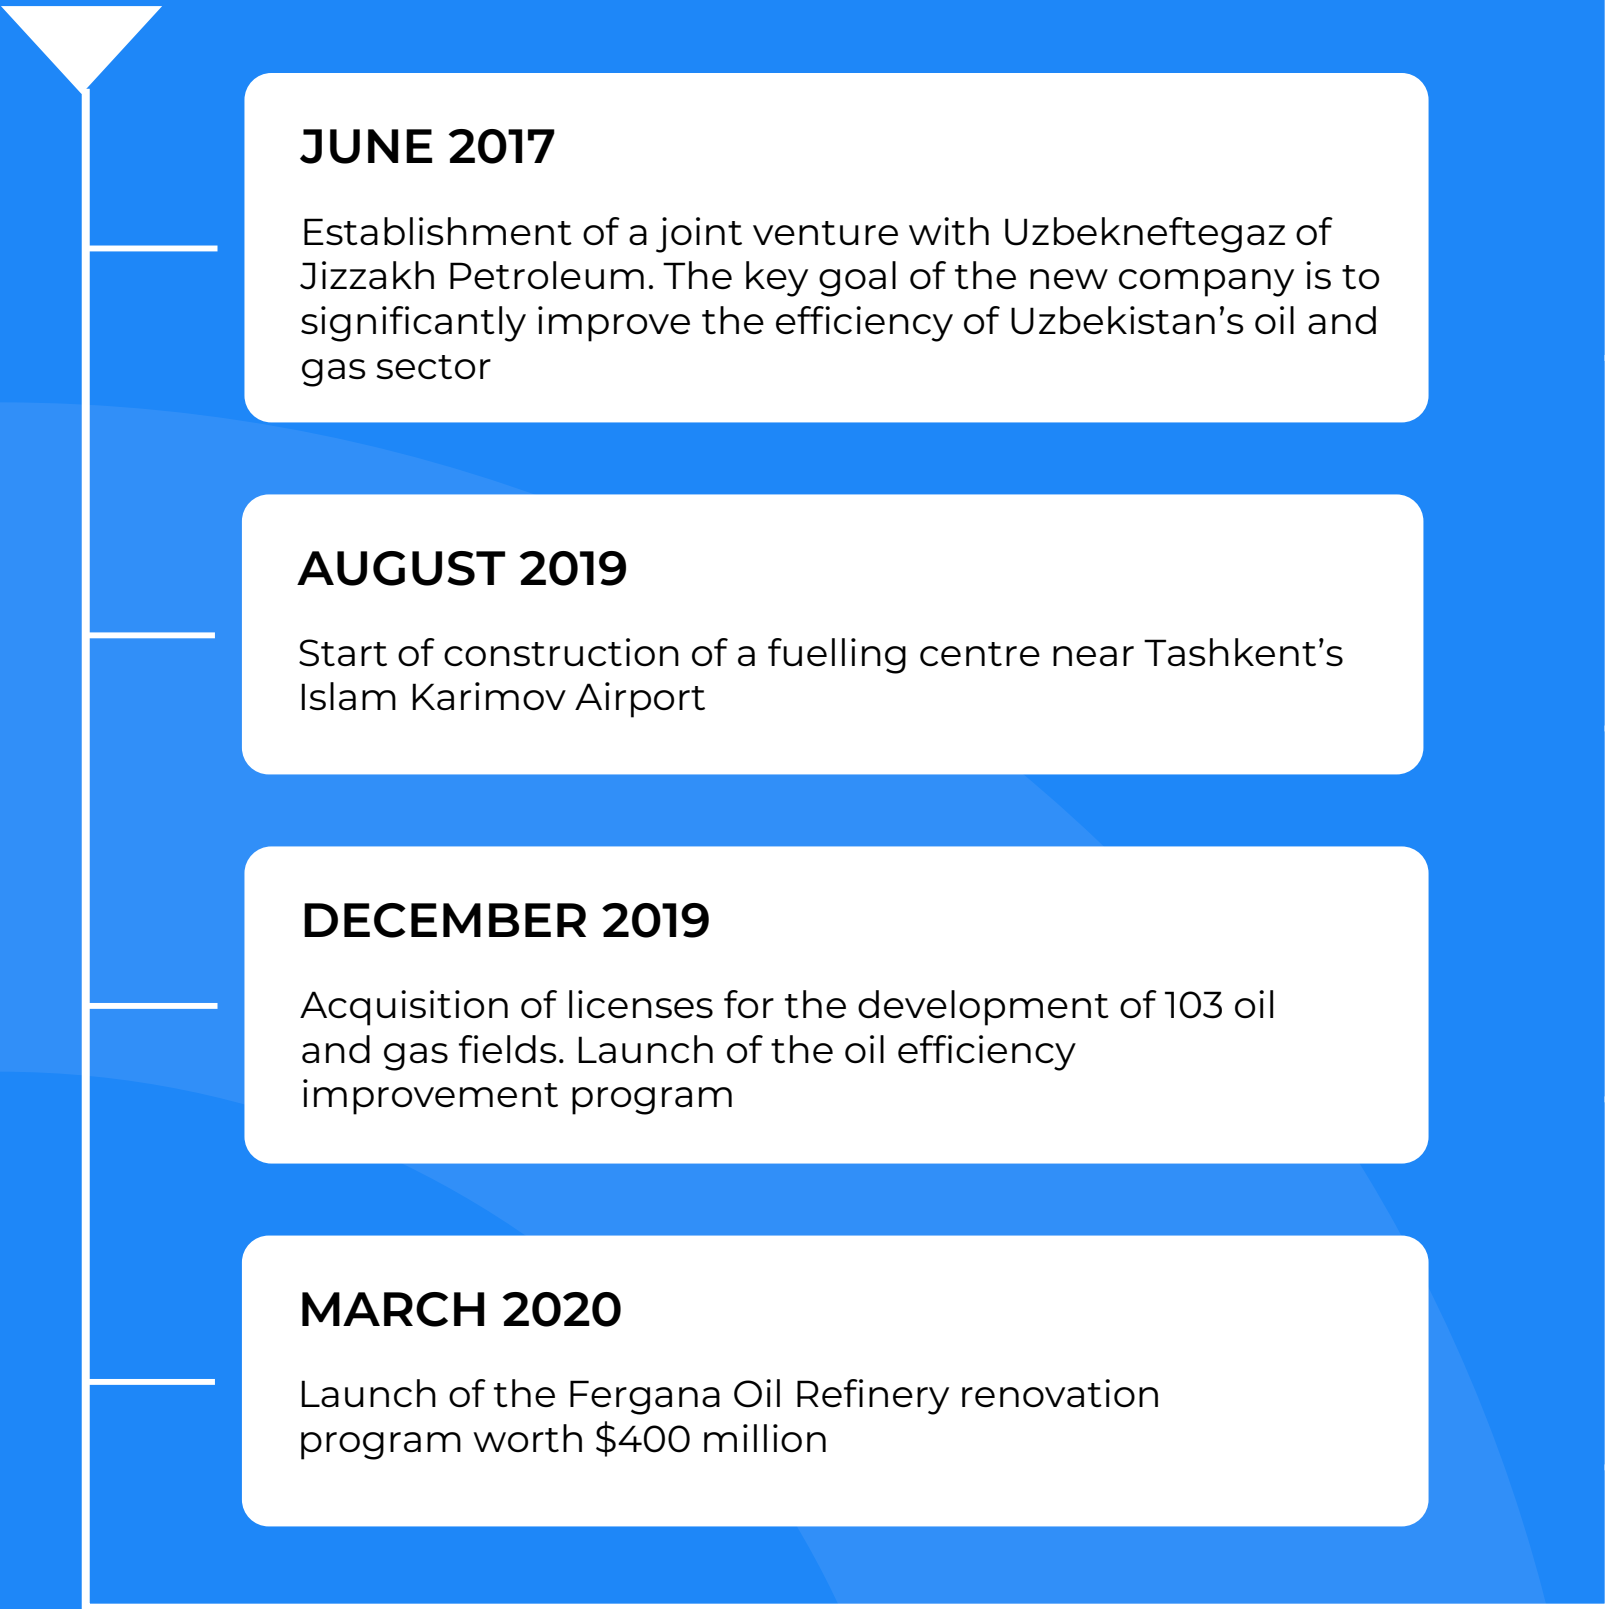 JUNE 2017
Establishment of a joint venture with Uzbekneftegaz of
Jizzakh Petroleum. The key goal of the new company is to
significantly improve the efficiency of Uzbekistan’s oil and
gas sector
AUGUST 2019
Start of construction of a fuelling centre near Tashkent’s
Islam Karimov Airport
DECEMBER 2019
Acquisition of licenses for the development of 103 oil
and gas fields. Launch of the oil efficiency
improvement program
MARCH 2020
Launch of the Fergana Oil Refinery renovation
program worth $400 million